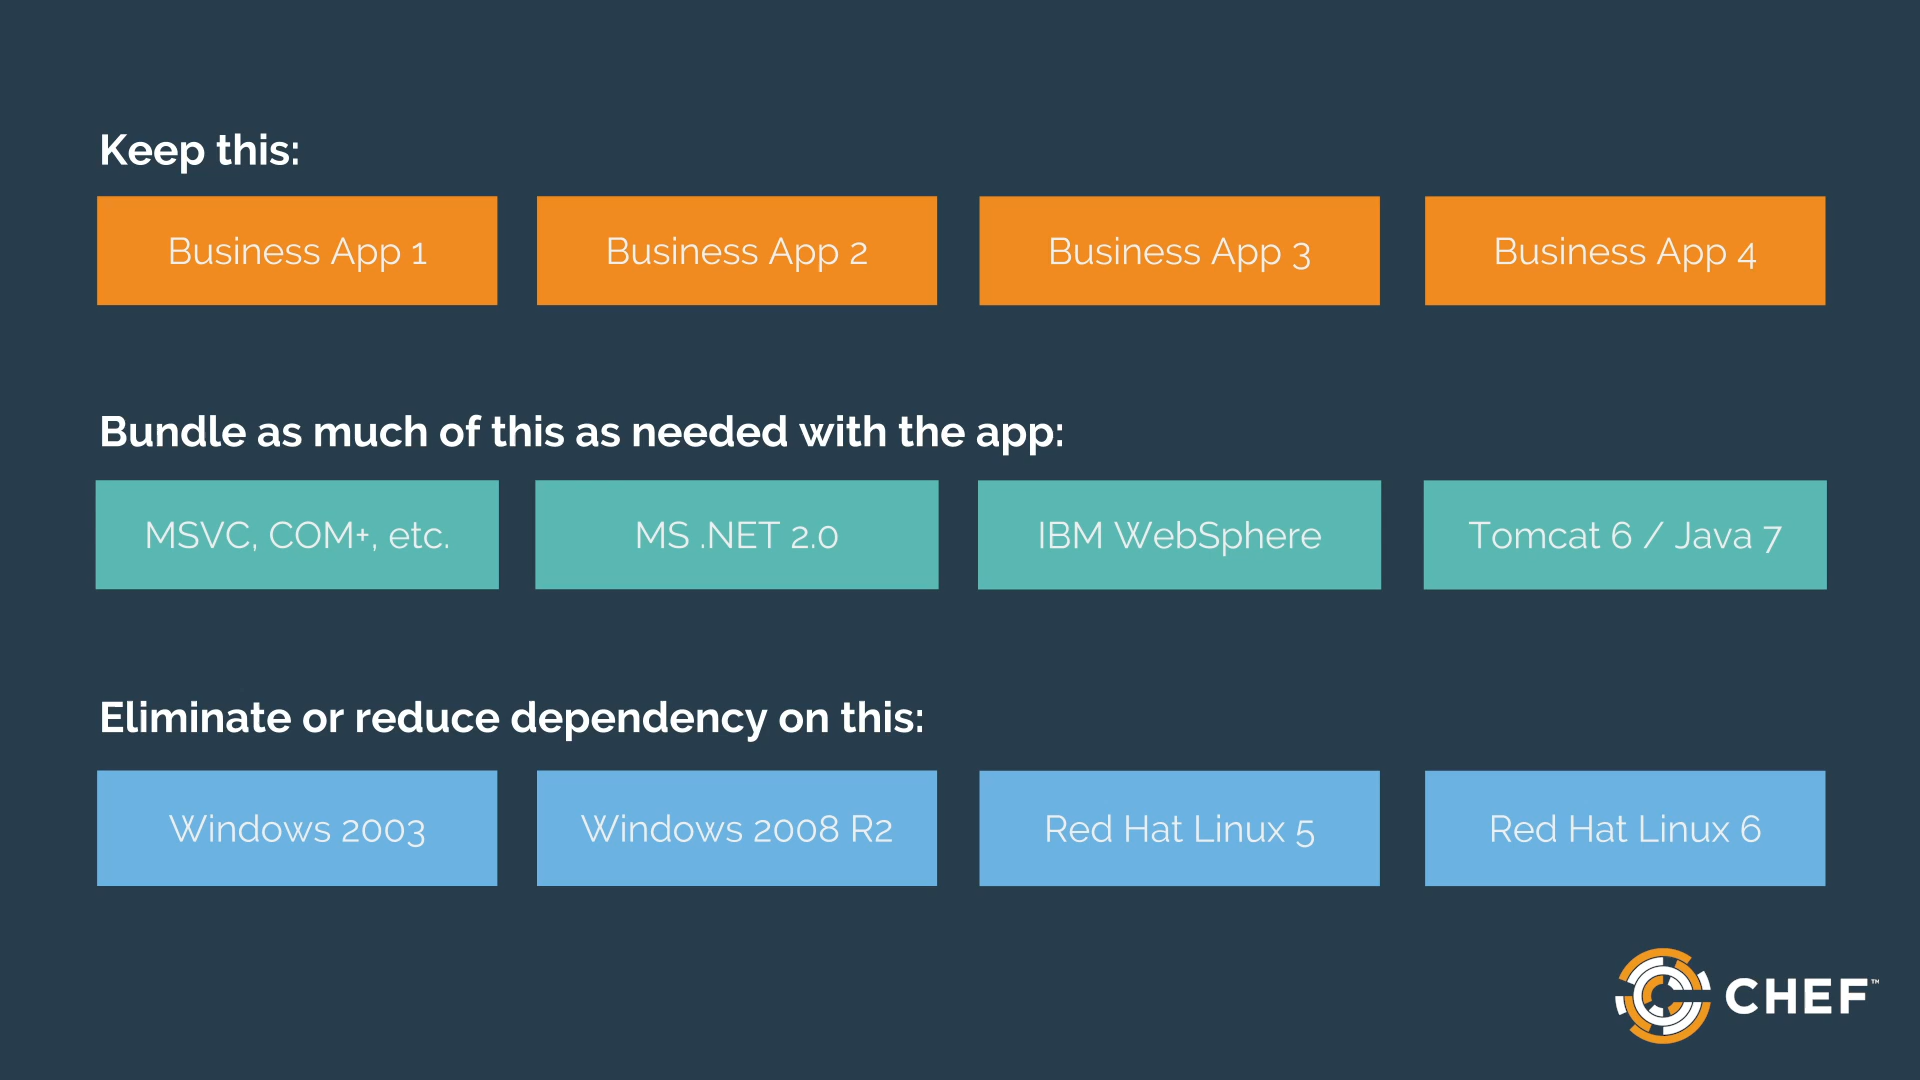 Keep this:
Business App 1
Business App 2
Business App 3
Business App 4
Bundle as much of this as needed with the app:
MSVC, COM+, etc.
MS .NET 2.0
IBM WebSphere
Tomcat 6 / Java 7
Eliminate or reduce dependency on this:
Windows 2003
Windows 2008 R2
Red Hat Linux 5
Red Hat Linux 6
CHEF™